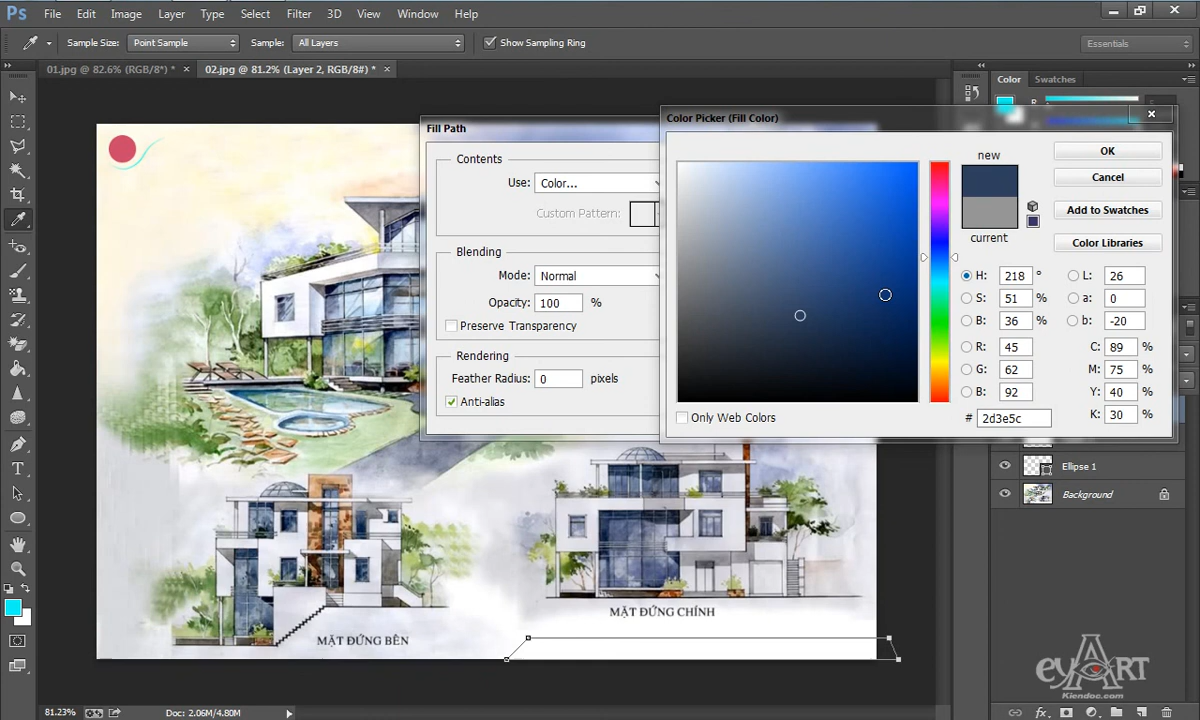 Ps File Edit Image Layer Type Select Filter 3D View Window Help
Sample Size: Point Sample Sample: All Layers Show Sampling Ring Essentials
01.jpg @ 82.6% (RGB/8*) * × 02.jpg @ 81.2% (Layer 2, RGB/8#) * ×
Color Swatches
R
Fill Path
Contents
Use: Color...
Custom Pattern:
Blending
Mode: Normal
Opacity: 100 %
Preserve Transparency
Rendering
Feather Radius: 0 pixels
Anti-alias
Color Picker (Fill Color)
new
current
OK
Cancel
Add to Swatches
Color Libraries
H: 218 ° L: 26
S: 51 % a: 0
B: 36 % b: -20
R: 45 C: 89 %
G: 62 M: 75 %
B: 92 Y: 40 %
# 2d3e5c K: 30 %
Only Web Colors
Ellipse 1
Background
MẶT ĐỨNG CHÍNH
MẶT ĐỨNG BÊN
eyART
Kiendoc.com
81.23% Doc: 2.06M/4.80M
fx